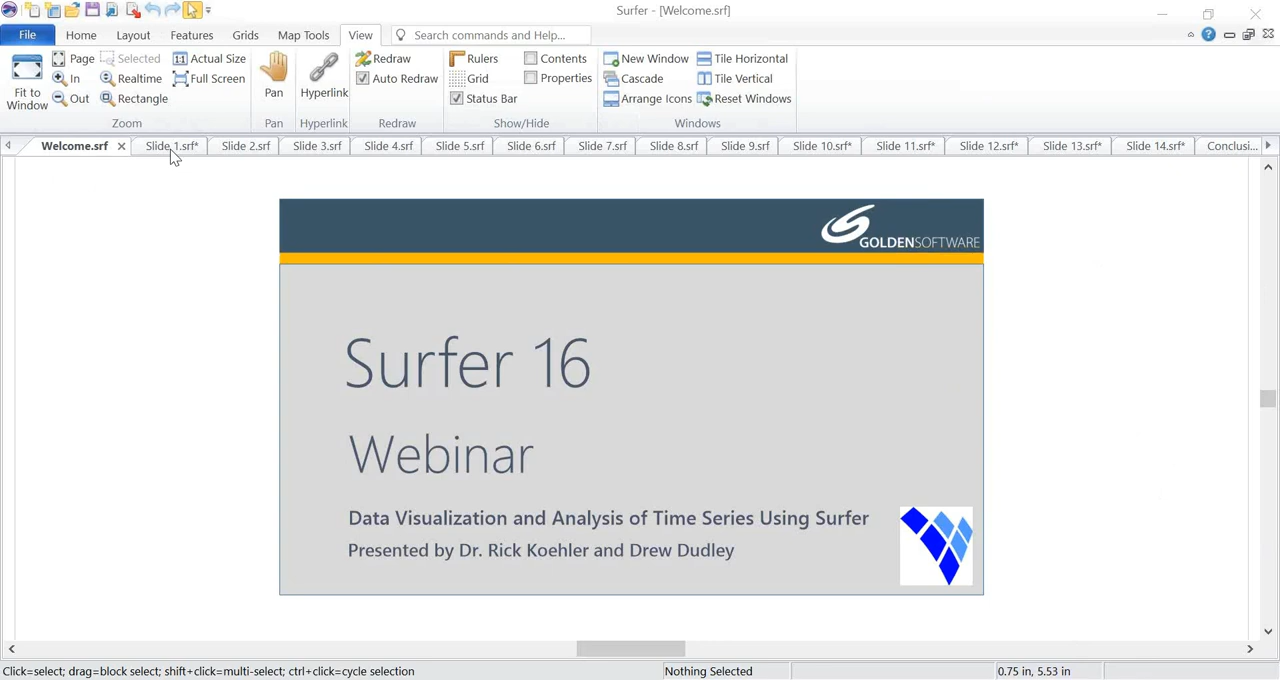 Surfer - [Welcome.srf]
File Home Layout Features Grids Map Tools View Search commands and Help...
Fit to Window
Page
In
Out
Selected
Realtime
Rectangle
Actual Size
Full Screen
Zoom
Pan
Pan
Hyperlink
Hyperlink
Redraw
Auto Redraw
Redraw
Rulers
Grid
Status Bar
Contents
Properties
Show/Hide
New Window
Cascade
Arrange Icons
Tile Horizontal
Tile Vertical
Reset Windows
Windows
Welcome.srf Slide 1.srf* Slide 2.srf Slide 3.srf Slide 4.srf Slide 5.srf Slide 6.srf Slide 7.srf Slide 8.srf Slide 9.srf Slide 10.srf* Slide 11.srf* Slide 12.srf* Slide 13.srf* Slide 14.srf* Conclusi...
GOLDENSOFTWARE
Surfer 16
Webinar
Data Visualization and Analysis of Time Series Using Surfer
Presented by Dr. Rick Koehler and Drew Dudley
Click=select; drag=block select; shift+click=multi-select; ctrl+click=cycle selection Nothing Selected 0.75 in, 5.53 in